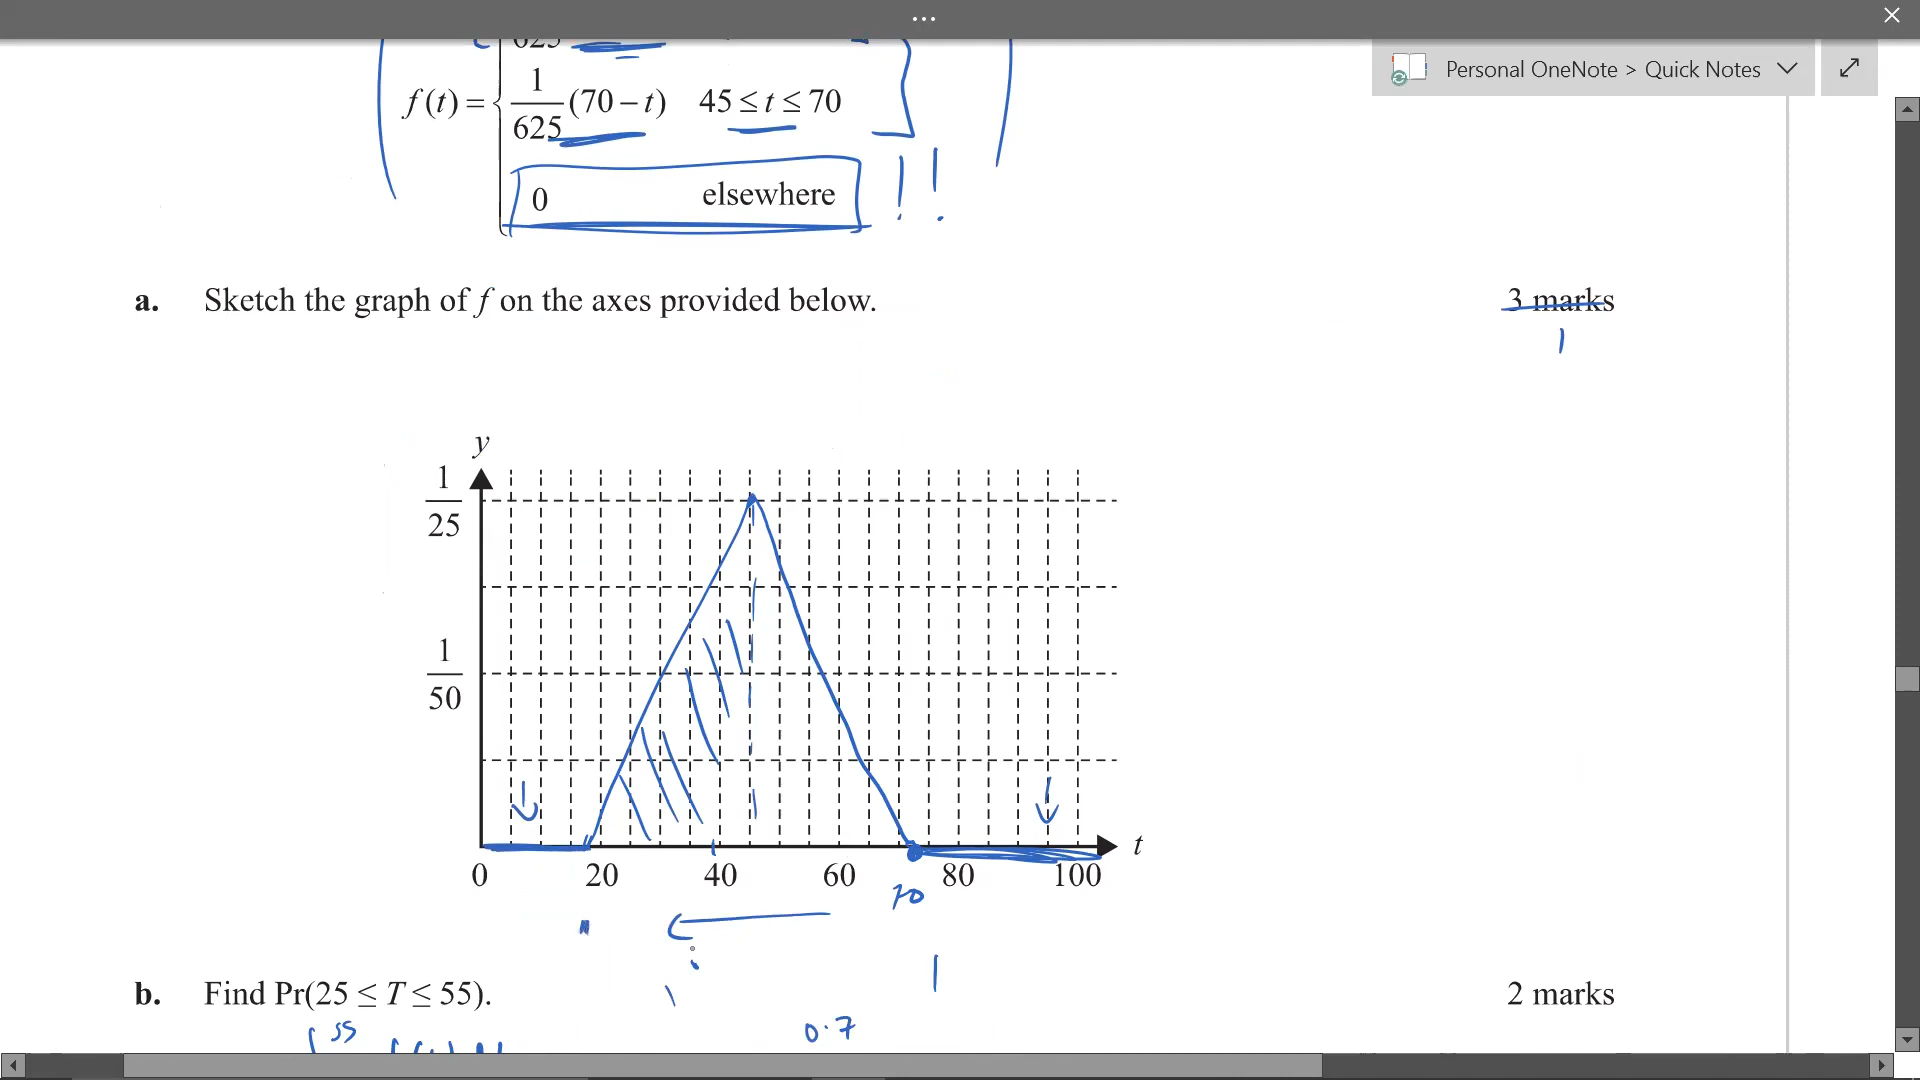 ...
Personal OneNote > Quick Notes
625
f(t) = { 1/625 (70 – t) 45 ≤ t ≤ 70
0 elsewhere !!
a. Sketch the graph of f on the axes provided below. 3 marks
1
y
1/25
1/50
t
0 20 40 60 80 100
70
b. Find Pr(25 ≤ T ≤ 55). 2 marks
55
0.7